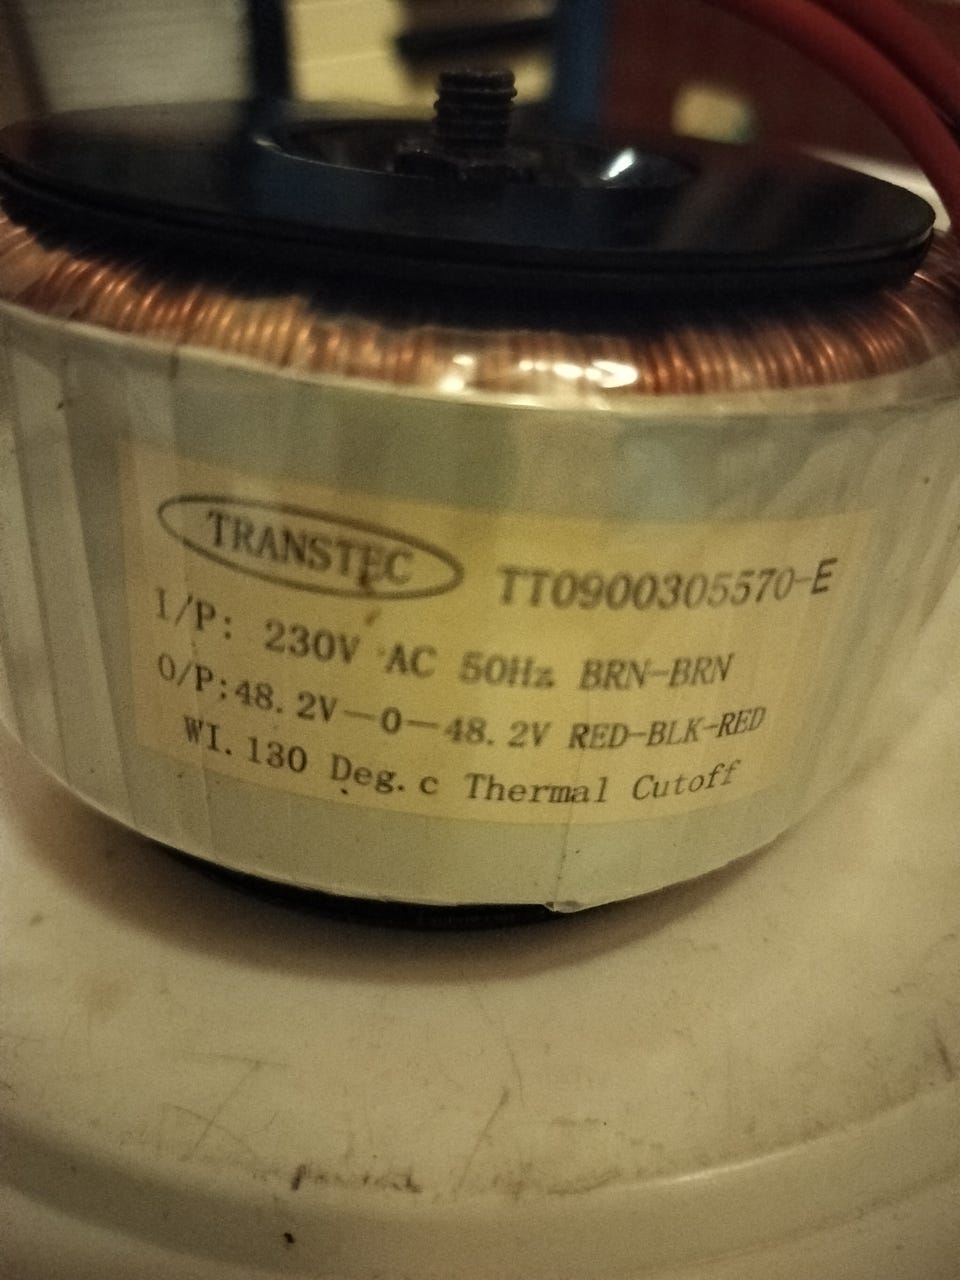 TRANSTEC TT0900305570-E
I/P: 230V AC 50Hz BRN-BRN
O/P:48.2V—0—48.2V RED-BLK-RED
WI.130 Deg.c Thermal Cutoff